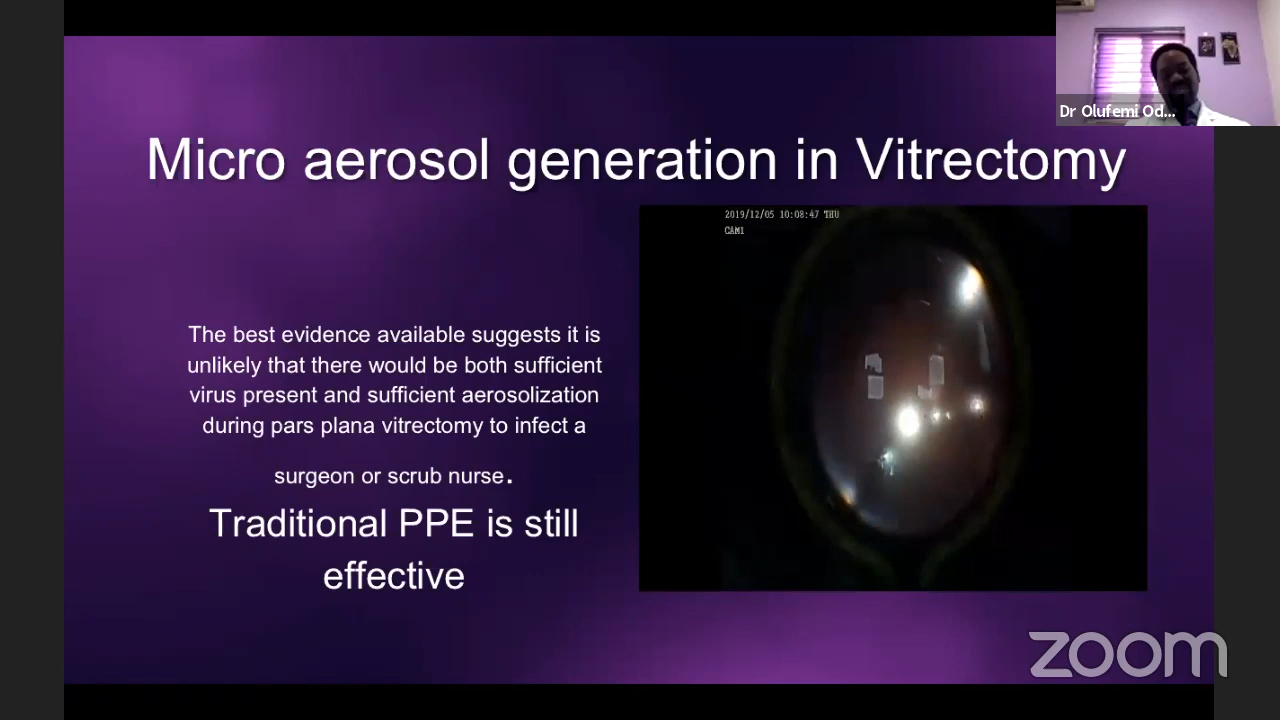 Dr Olufemi Od...
Micro aerosol generation in Vitrectomy
2019/12/05 10:08:47 THU
CAM1
The best evidence available suggests it is
unlikely that there would be both sufficient
virus present and sufficient aerosolization
during pars plana vitrectomy to infect a
surgeon or scrub nurse.
Traditional PPE is still
effective
zoom